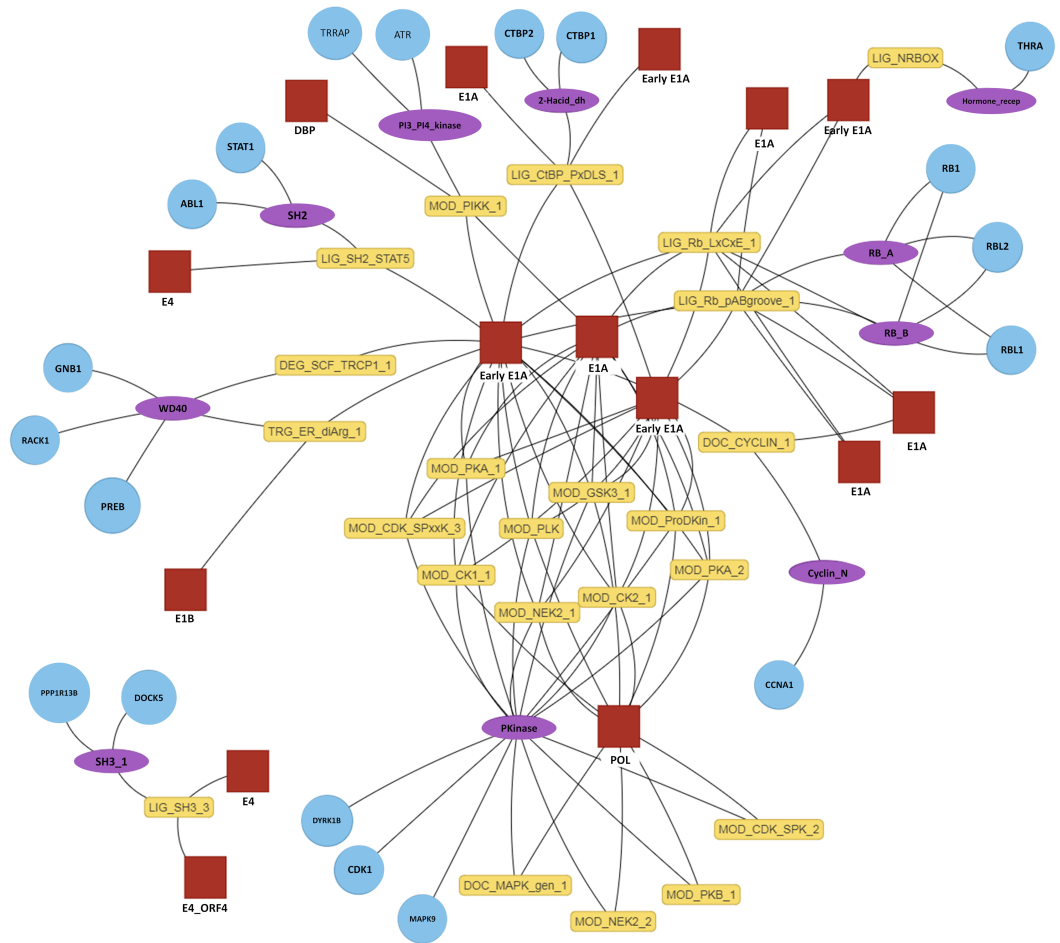 TRRAP
ATR
CTBP2
CTBP1
THRA
LIG_NRBOX
E1A
Early E1A
2-Hacid_dh
Hormone_recep
DBP
PI3_PI4_kinase
E1A
Early E1A
STAT1
RB1
LIG_CtBP_PxDLS_1
ABL1
SH2
MOD_PIKK_1
LIG_Rb_LxCxE_1
RB_A
RBL2
LIG_SH2_STAT5
E4
LIG_Rb_pABgroove_1
RB_B
RBL1
DEG_SCF_TRCP1_1
Early E1A
E1A
GNB1
WD40
Early E1A
RACK1
TRG_ER_diArg_1
DOC_CYCLIN_1
E1A
MOD_PKA_1
E1A
MOD_GSK3_1
PREB
MOD_CDK_SPxxK_3
MOD_PLK
MOD_ProDKin_1
MOD_CK1_1
MOD_PKA_2
Cyclin_N
MOD_CK2_1
MOD_NEK2_1
E1B
CCNA1
PPP1R13B
DOCK5
PKinase
POL
SH3_1
E4
LIG_SH3_3
DYRK1B
MOD_CDK_SPK_2
CDK1
DOC_MAPK_gen_1
MOD_PKB_1
E4_ORF4
MAPK9
MOD_NEK2_2